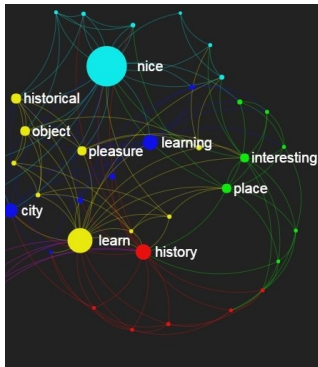 nice
historical
object
learning
pleasure
interesting
place
city
learn
history